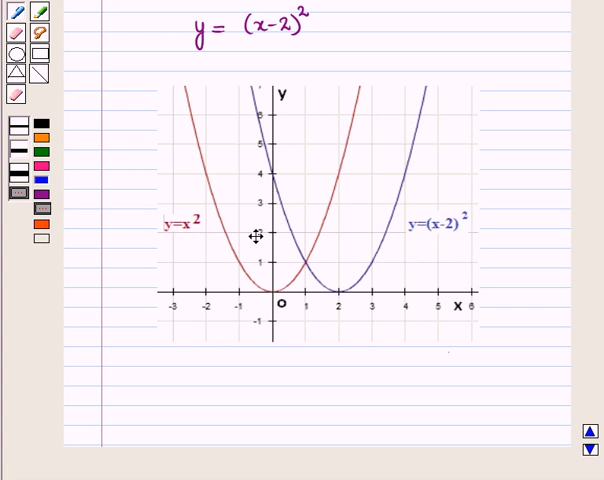 y = (x-2)²
y
6
5
4
3
2
1
-1
y=x²
y=(x-2)²
-3 -2 -1 O 1 2 3 4 5 X 6